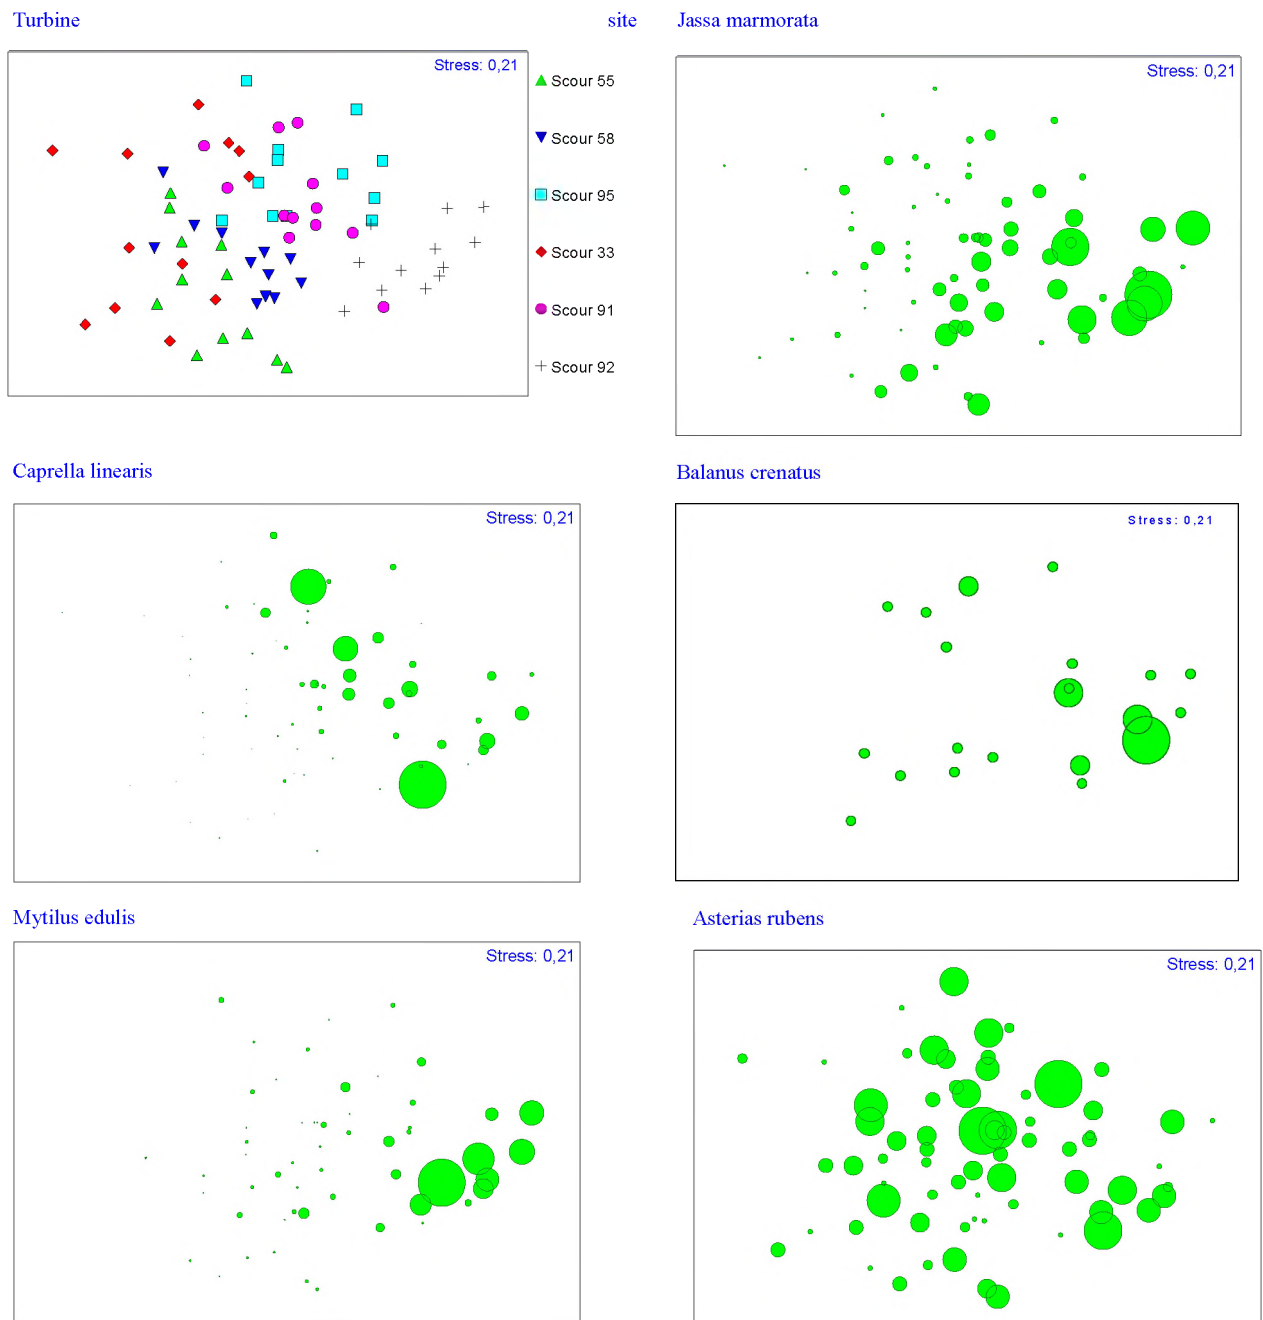 Turbine site
Jassa marmorata
Stress: 0,21
Scour 55
Scour 58
Scour 95
Scour 33
Scour 91
Scour 92
Stress: 0,21
Caprella linearis
Balanus crenatus
Stress: 0,21
Stress: 0,21
Mytilus edulis
Asterias rubens
Stress: 0,21
Stress: 0,21